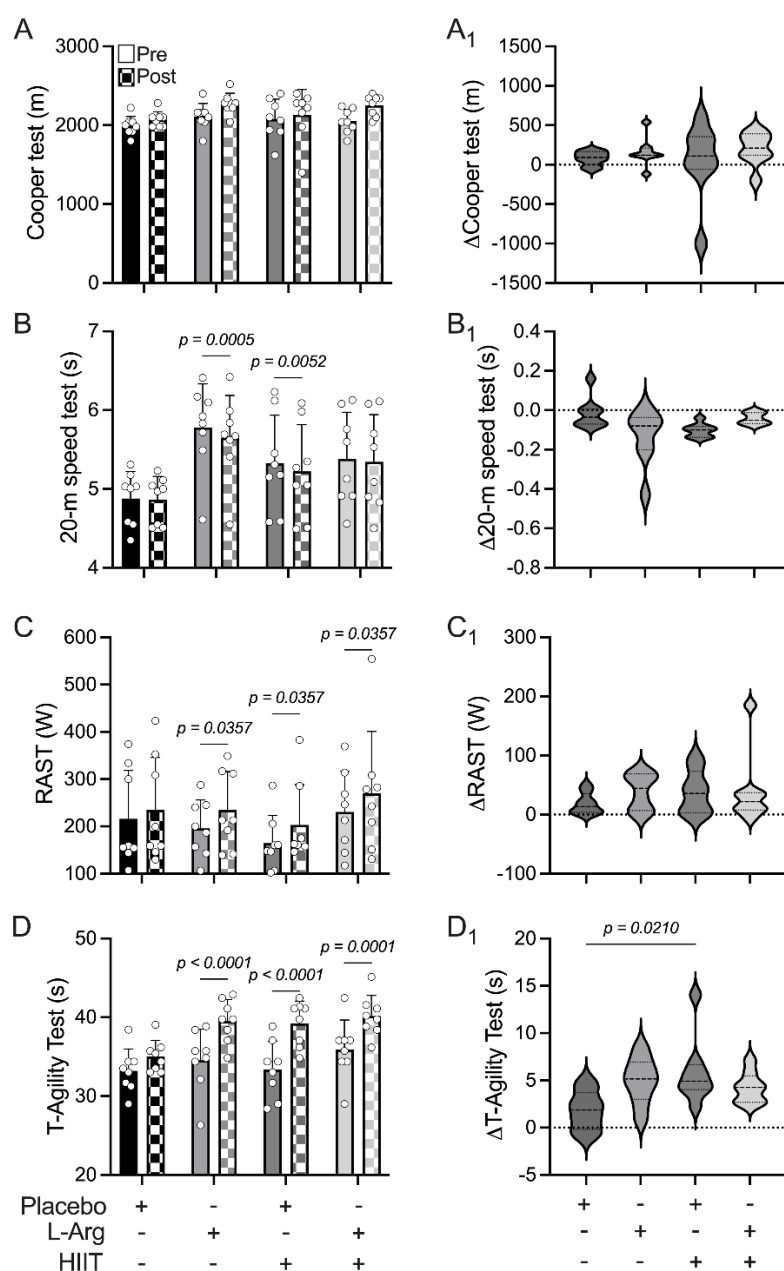 A
Cooper test (m)
3000
2000
1000
0
Pre
Post
A1
ΔCooper test (m)
1500
1000
500
0
-500
-1000
-1500
B
20-m speed test (s)
7
6
5
4
p = 0.0005
p = 0.0052
B1
Δ20-m speed test (s)
0.4
0.2
0.0
-0.2
-0.4
-0.6
-0.8
C
RAST (W)
600
500
400
300
200
100
p = 0.0357
p = 0.0357
p = 0.0357
C1
ΔRAST (W)
300
200
100
0
-100
D
T-Agility Test (s)
50
40
30
20
p < 0.0001
p < 0.0001
p = 0.0001
D1
ΔT-Agility Test (s)
20
15
10
5
0
-5
p = 0.0210
Placebo + - + - + - + -
L-Arg - + - + - + - +
HIIT - - + + - - + +